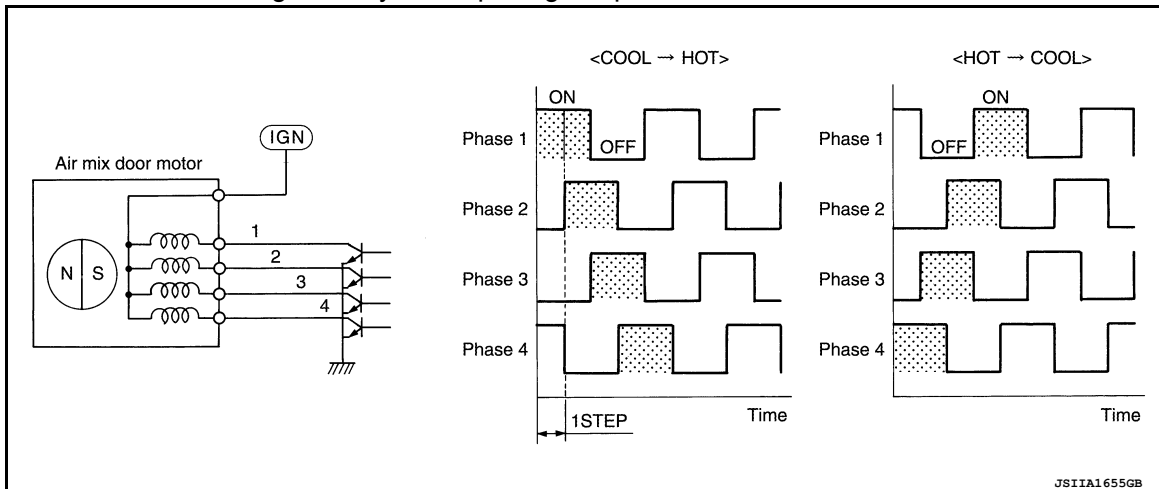 <COOL → HOT>
<HOT → COOL>
IGN
Air mix door motor
N S
1
2
3
4
ON
Phase 1
OFF
Phase 2
Phase 3
Phase 4
Time
1STEP
ON
Phase 1
OFF
Phase 2
Phase 3
Phase 4
Time
JSIIA1655GB